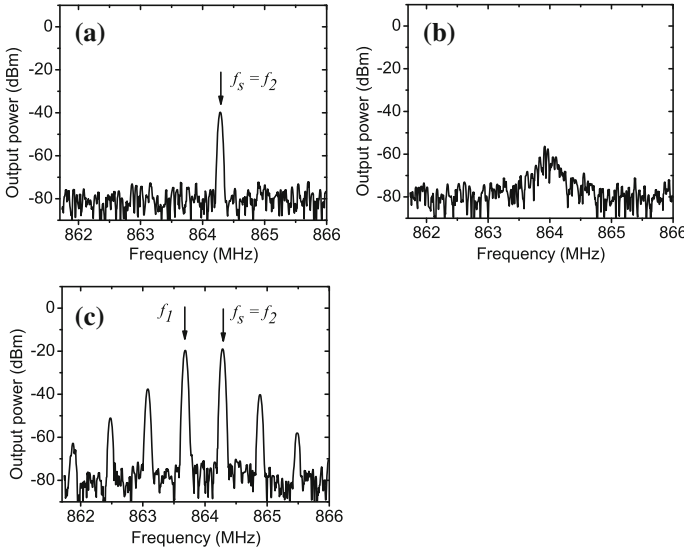 (a)
Output power (dBm)
0
-20
-40
-60
-80
f_s = f_2
862 863 864 865 866
Frequency (MHz)
(b)
Output power (dBm)
0
-20
-40
-60
-80
862 863 864 865 866
Frequency (MHz)
(c)
Output power (dBm)
0
-20
-40
-60
-80
f_1
f_s = f_2
862 863 864 865 866
Frequency (MHz)